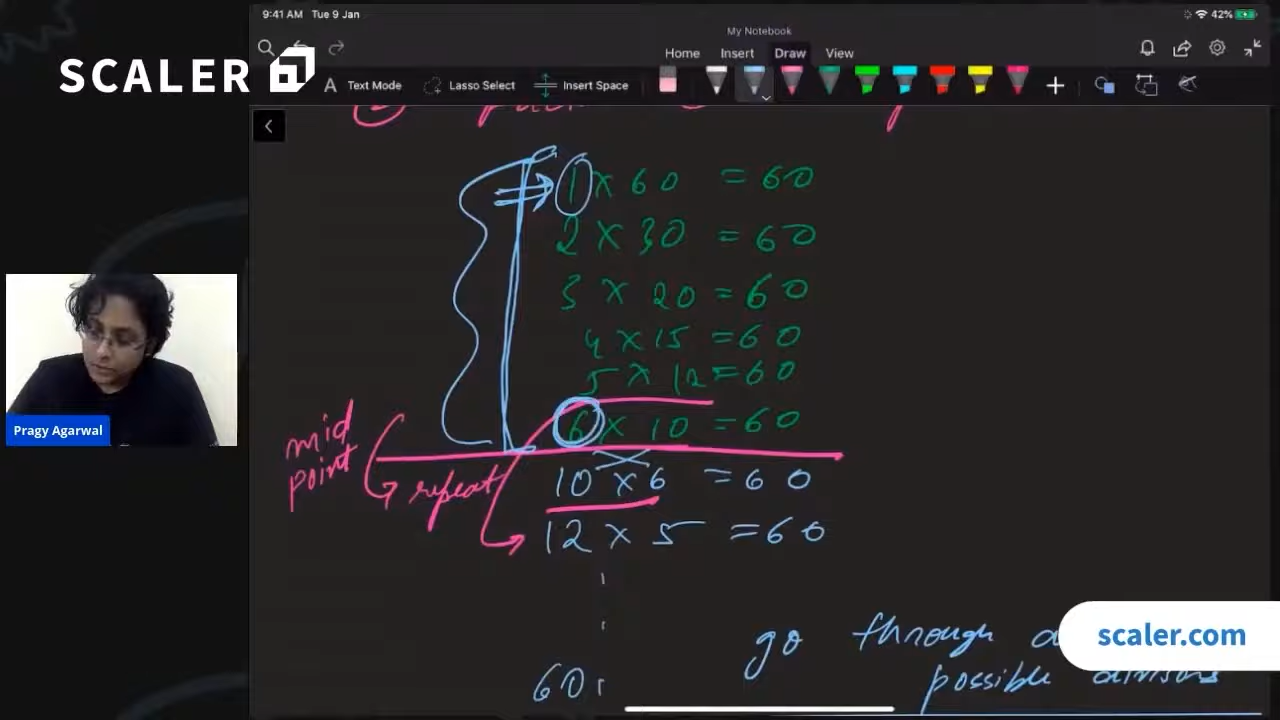 9:41 AM Tue 9 Jan
42%
My Notebook
Home Insert Draw View
SCALER
Text Mode Lasso Select Insert Space
1 × 60 = 60
2 × 30 = 60
3 × 20 = 60
4 × 15 = 60
5 × 12 = 60
6 × 10 = 60
mid
point
repeat
10 × 6 = 60
12 × 5 = 60
Pragy Agarwal
go through
scaler.com
possible divisors
60